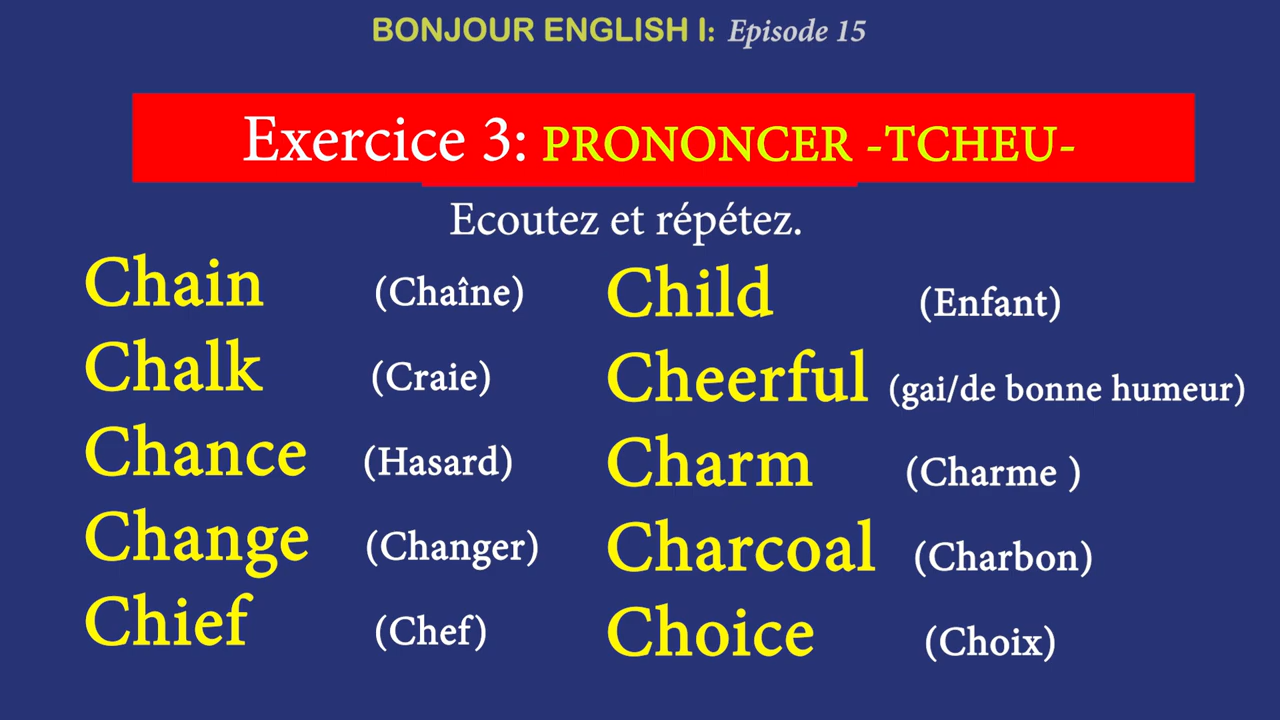 BONJOUR ENGLISH I: Episode 15
Exercice 3: PRONONCER -TCHEU-
Ecoutez et répétez.
Chain (Chaîne)
Chalk (Craie)
Chance (Hasard)
Change (Changer)
Chief (Chef)
Child (Enfant)
Cheerful (gai/de bonne humeur)
Charm (Charme )
Charcoal (Charbon)
Choice (Choix)